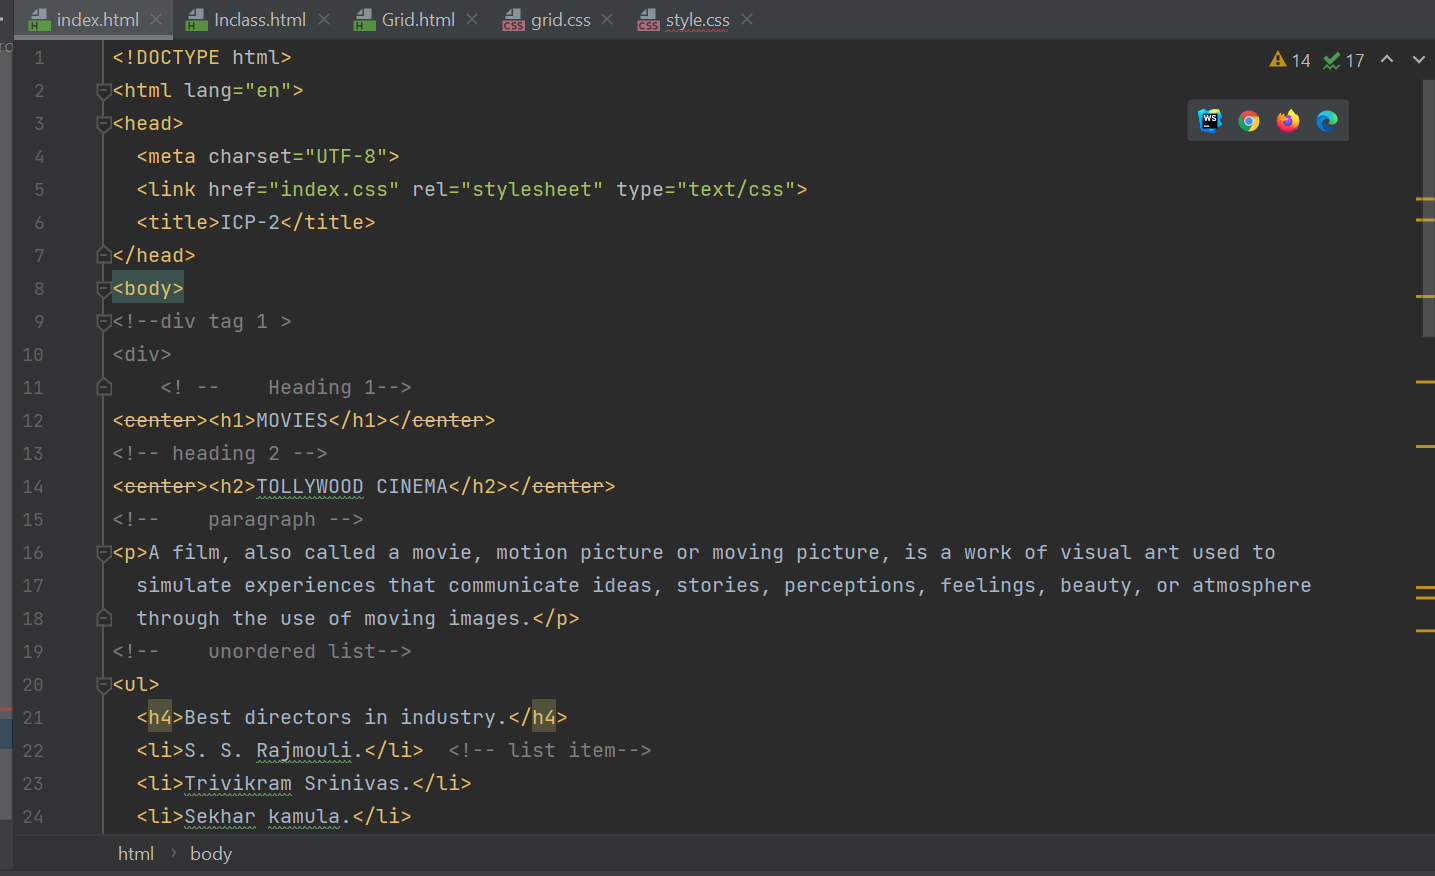 index.html Inclass.html Grid.html grid.css style.css
14 17
1 <!DOCTYPE html>
2 <html lang="en">
3 <head>
4 <meta charset="UTF-8">
5 <link href="index.css" rel="stylesheet" type="text/css">
6 <title>ICP-2</title>
7 </head>
8 <body>
9 <!--div tag 1 >
10 <div>
11 <! -- Heading 1-->
12 <center><h1>MOVIES</h1></center>
13 <!-- heading 2 -->
14 <center><h2>TOLLYWOOD CINEMA</h2></center>
15 <!-- paragraph -->
16 <p>A film, also called a movie, motion picture or moving picture, is a work of visual art used to
17 simulate experiences that communicate ideas, stories, perceptions, feelings, beauty, or atmosphere
18 through the use of moving images.</p>
19 <!-- unordered list-->
20 <ul>
21 <h4>Best directors in industry.</h4>
22 <li>S. S. Rajmouli.</li> <!-- list item-->
23 <li>Trivikram Srinivas.</li>
24 <li>Sekhar kamula.</li>
html › body